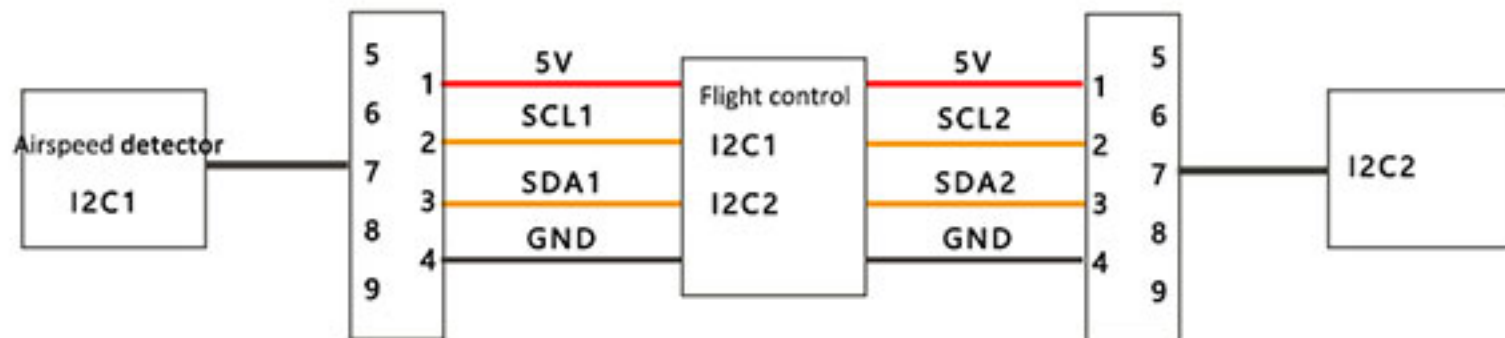 Airspeed detector
I2C1
5
6
7
8
9
1
2
3
4
5V
SCL1
SDA1
GND
Flight control
I2C1
I2C2
5V
SCL2
SDA2
GND
1
2
3
4
5
6
7
8
9
I2C2